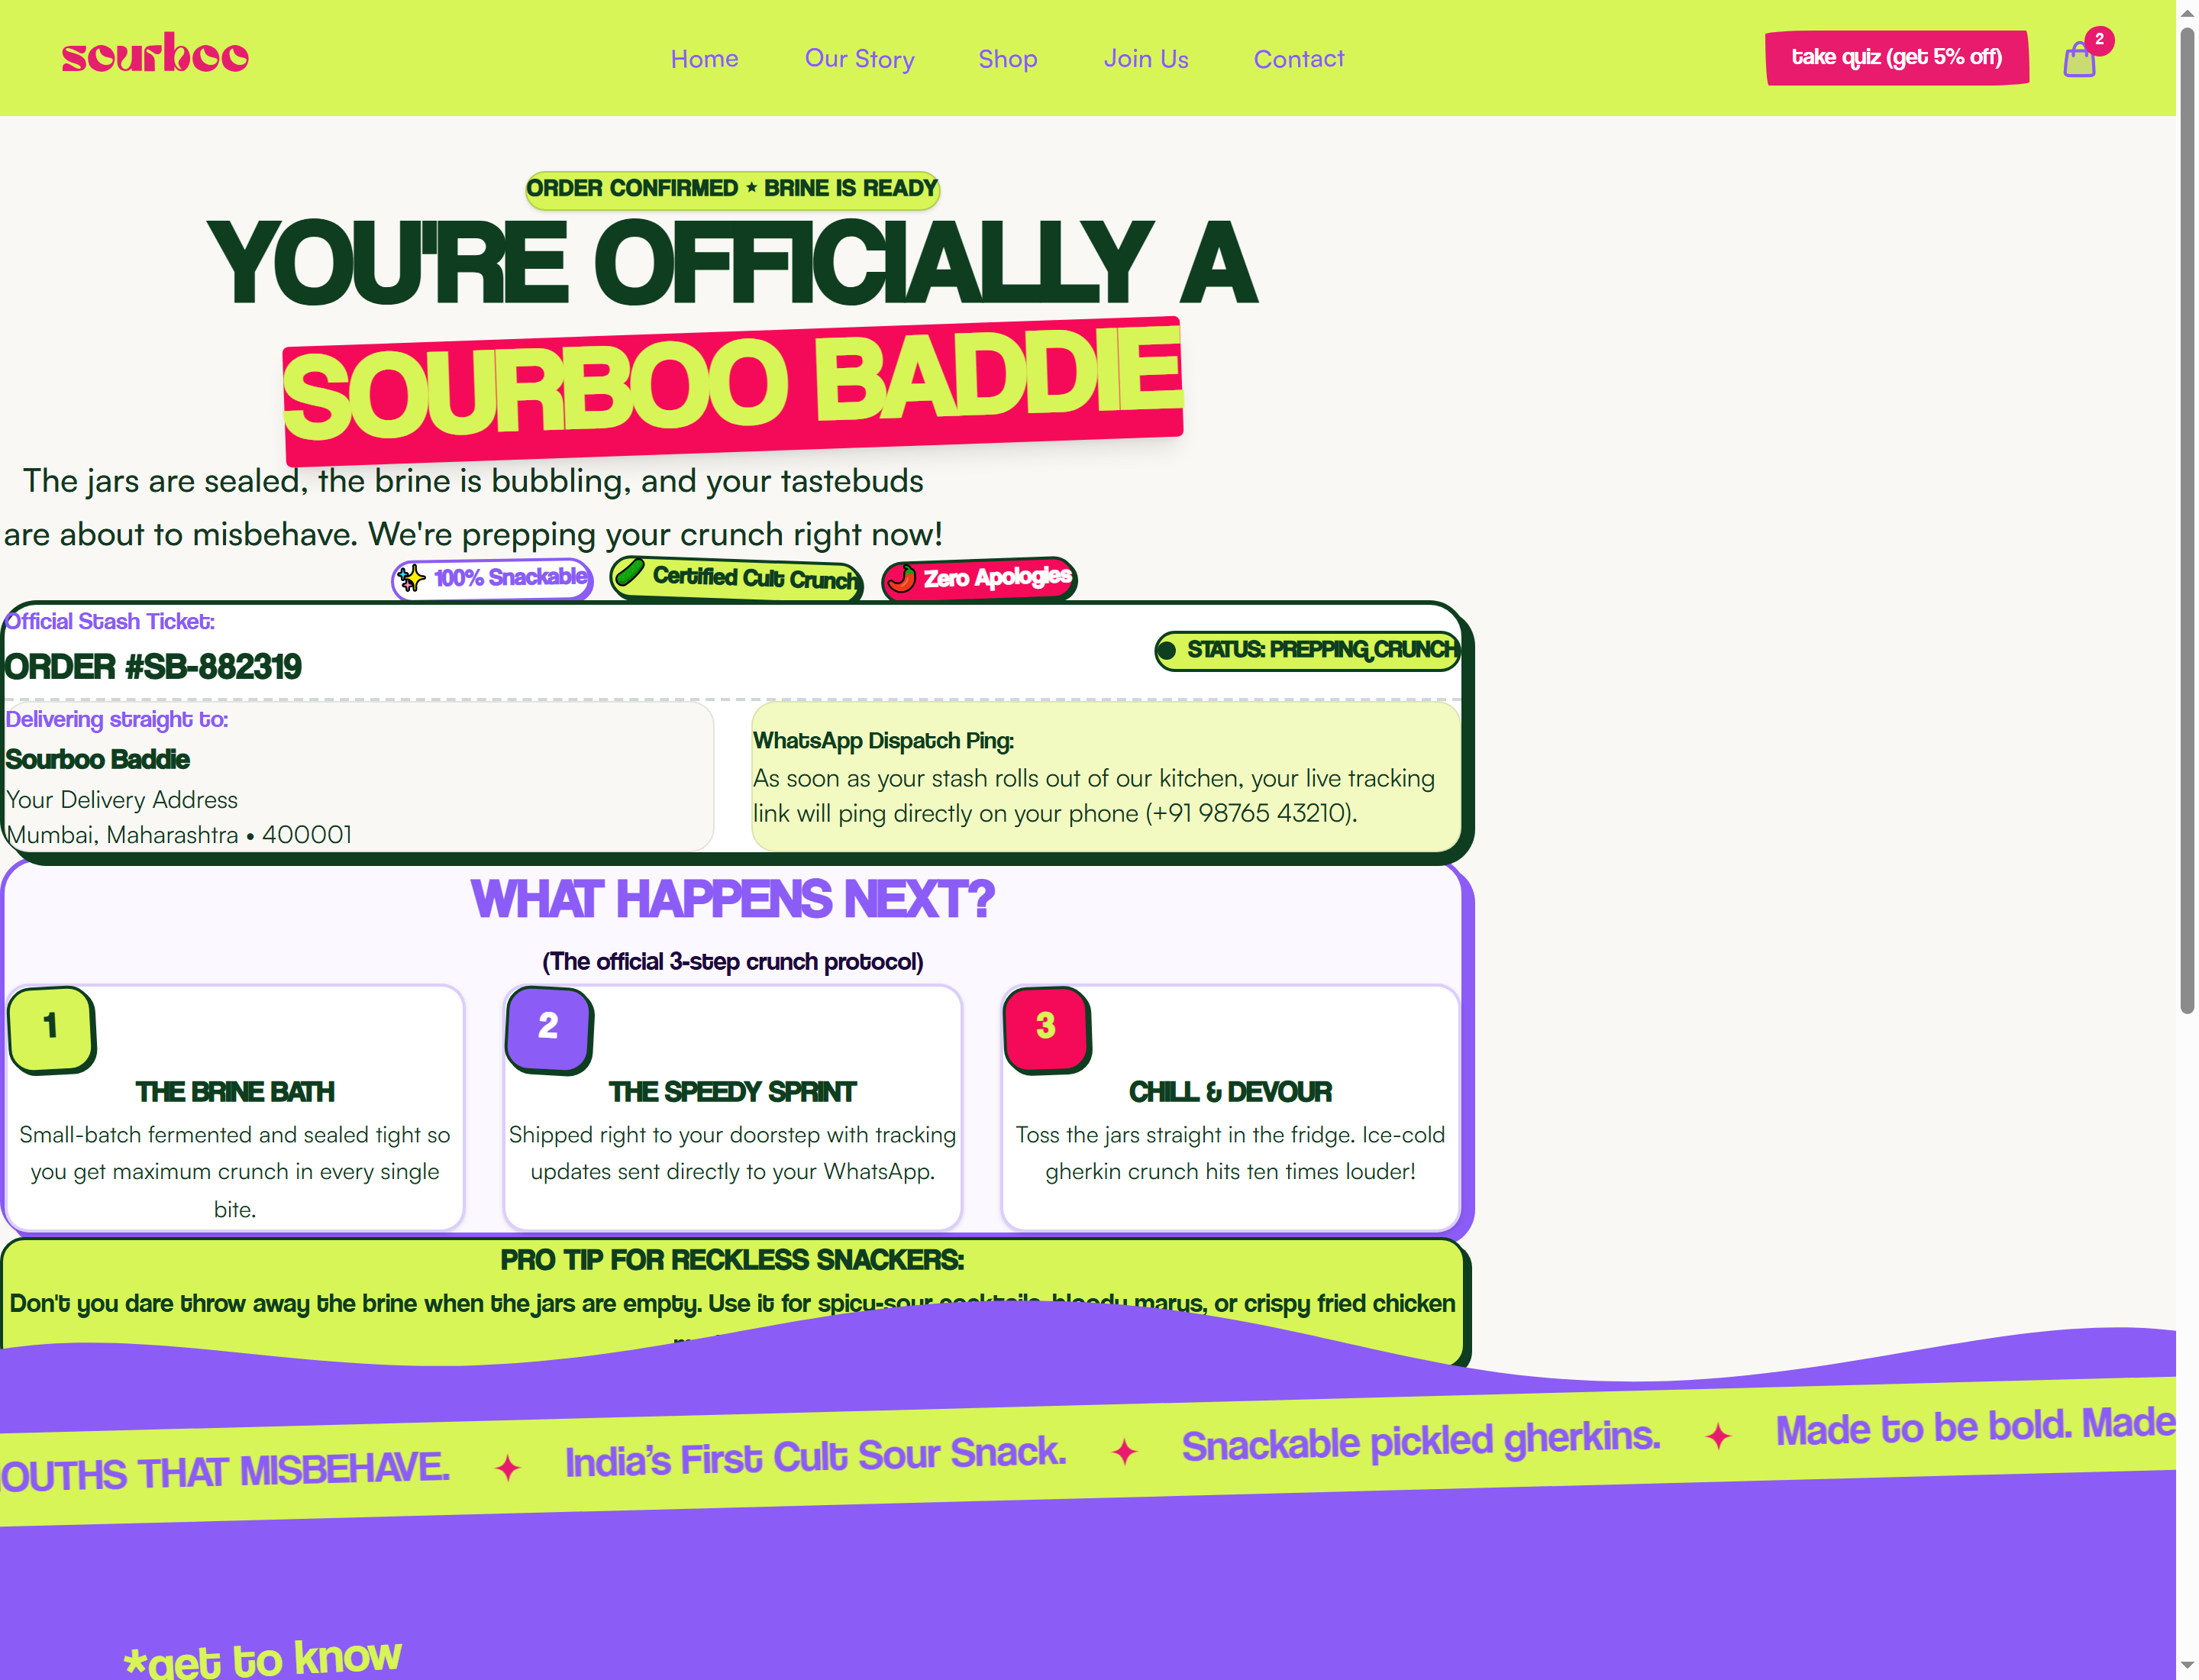 sourboo
Home Our Story Shop Join Us Contact
take quiz (get 5% off)
2
ORDER CONFIRMED ★ BRINE IS READY
YOU'RE OFFICIALLY A
SOURBOO BADDIE
The jars are sealed, the brine is bubbling, and your tastebuds
are about to misbehave. We're prepping your crunch right now!
✨ 100% Snackable
🥒 Certified Cult Crunch
🌶️ Zero Apologies
Official Stash Ticket:
ORDER #SB-882319
STATUS: PREPPING CRUNCH
Delivering straight to:
Sourboo Baddie
Your Delivery Address
Mumbai, Maharashtra • 400001
WhatsApp Dispatch Ping:
As soon as your stash rolls out of our kitchen, your live tracking
link will ping directly on your phone (+91 98765 43210).
WHAT HAPPENS NEXT?
(The official 3-step crunch protocol)
1
THE BRINE BATH
Small-batch fermented and sealed tight so
you get maximum crunch in every single
bite.
2
THE SPEEDY SPRINT
Shipped right to your doorstep with tracking
updates sent directly to your WhatsApp.
3
CHILL & DEVOUR
Toss the jars straight in the fridge. Ice-cold
gherkin crunch hits ten times louder!
PRO TIP FOR RECKLESS SNACKERS:
Don't you dare throw away the brine when the jars are empty. Use it for spicy-sour cocktails, bloody marys, or crispy fried chicken
OUTHS THAT MISBEHAVE. ✦ India’s First Cult Sour Snack. ✦ Snackable pickled gherkins. ✦ Made to be bold. Made
*get to know